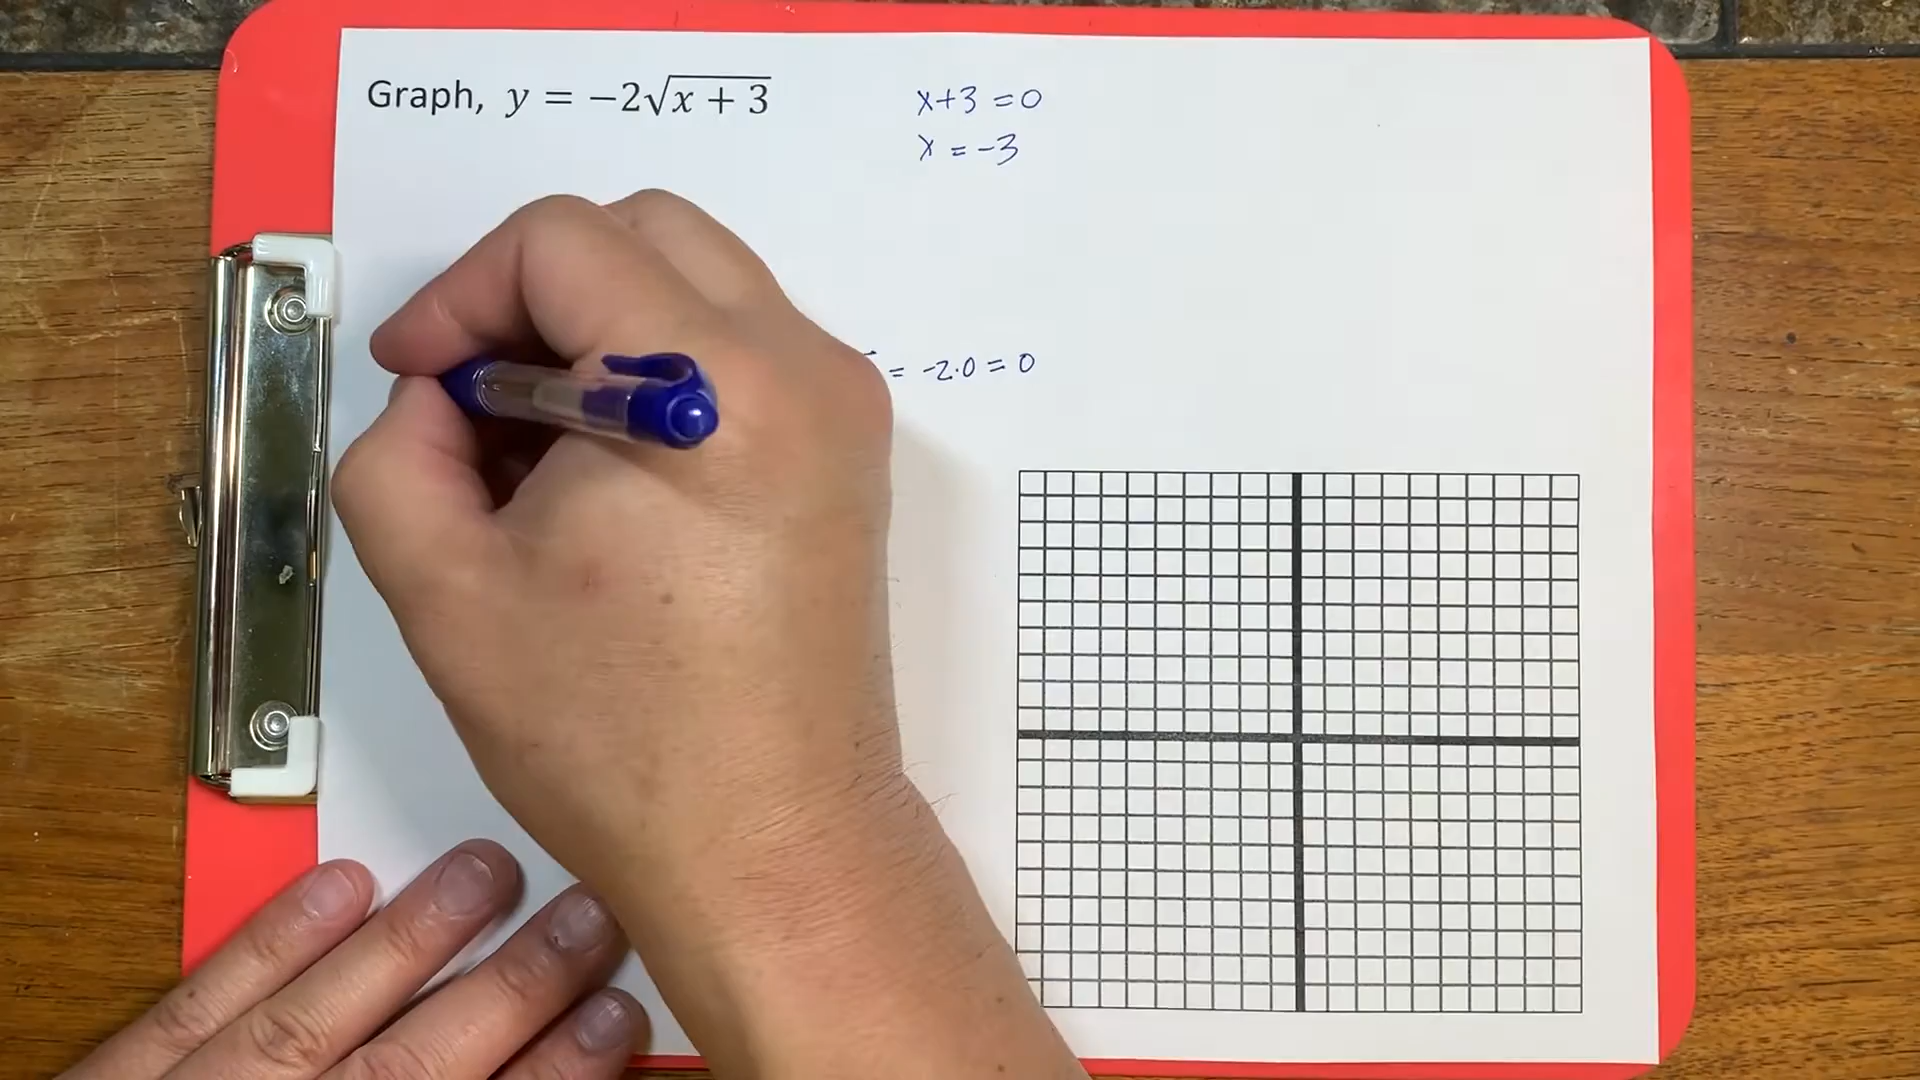 Graph, y = −2√x + 3
x+3 = 0
x = -3
= -2·0 = 0